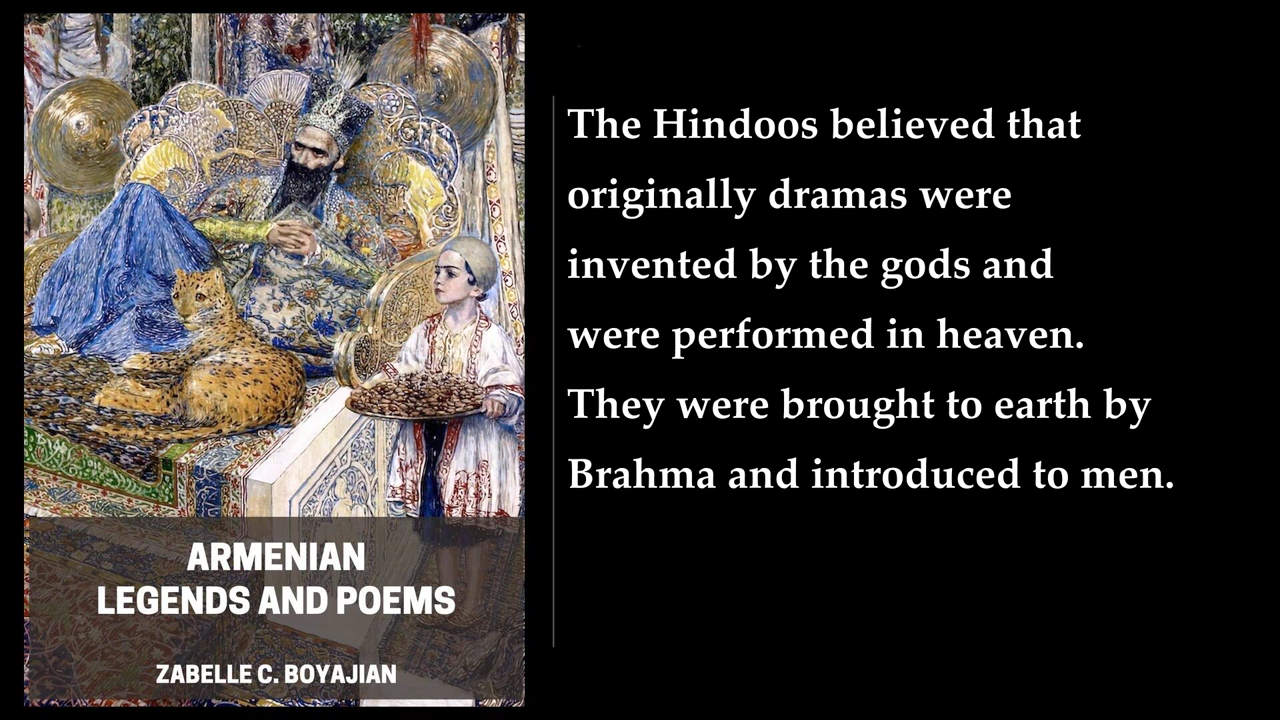 ARMENIAN
LEGENDS AND POEMS
ZABELLE C. BOYAJIAN
The Hindoos believed that
originally dramas were
invented by the gods and
were performed in heaven.
They were brought to earth by
Brahma and introduced to men.